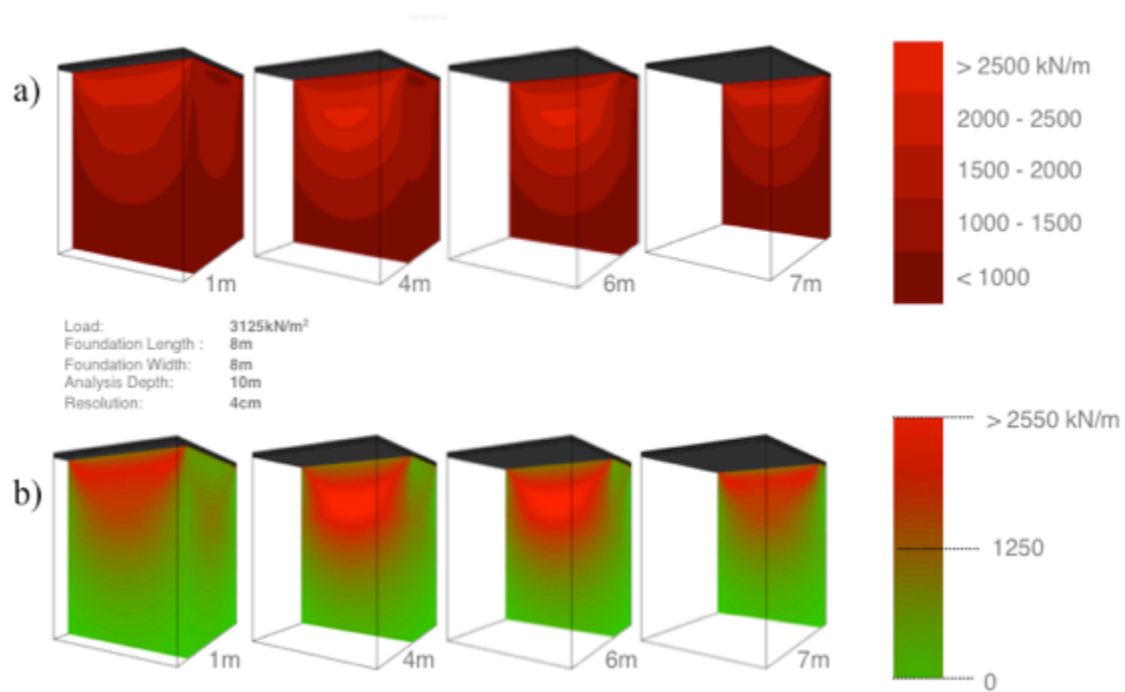 a)
> 2500 kN/m
2000 - 2500
1500 - 2000
1000 - 1500
< 1000
1m
4m
6m
7m
Load: 3125kN/m²
Foundation Length : 8m
Foundation Width: 8m
Analysis Depth: 10m
Resolution: 4cm
b)
> 2550 kN/m
1250
0
1m
4m
6m
7m